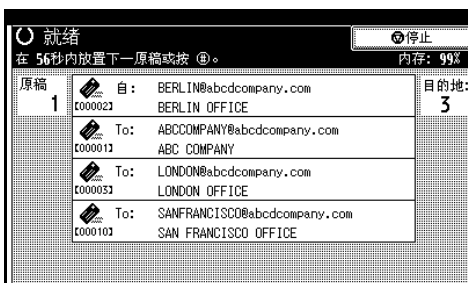 就绪
停止
在 56秒内放置下一原稿或按 ⊕。 内存: 99%
原稿
1
目的地:
3
自: BERLIN@abcdcompany.com
[00002] BERLIN OFFICE
To: ABCCOMPANY@abcdcompany.com
[00001] ABC COMPANY
To: LONDON@abcdcompany.com
[00003] LONDON OFFICE
To: SANFRANCISCO@abcdcompany.com
[00010] SAN FRANCISCO OFFICE